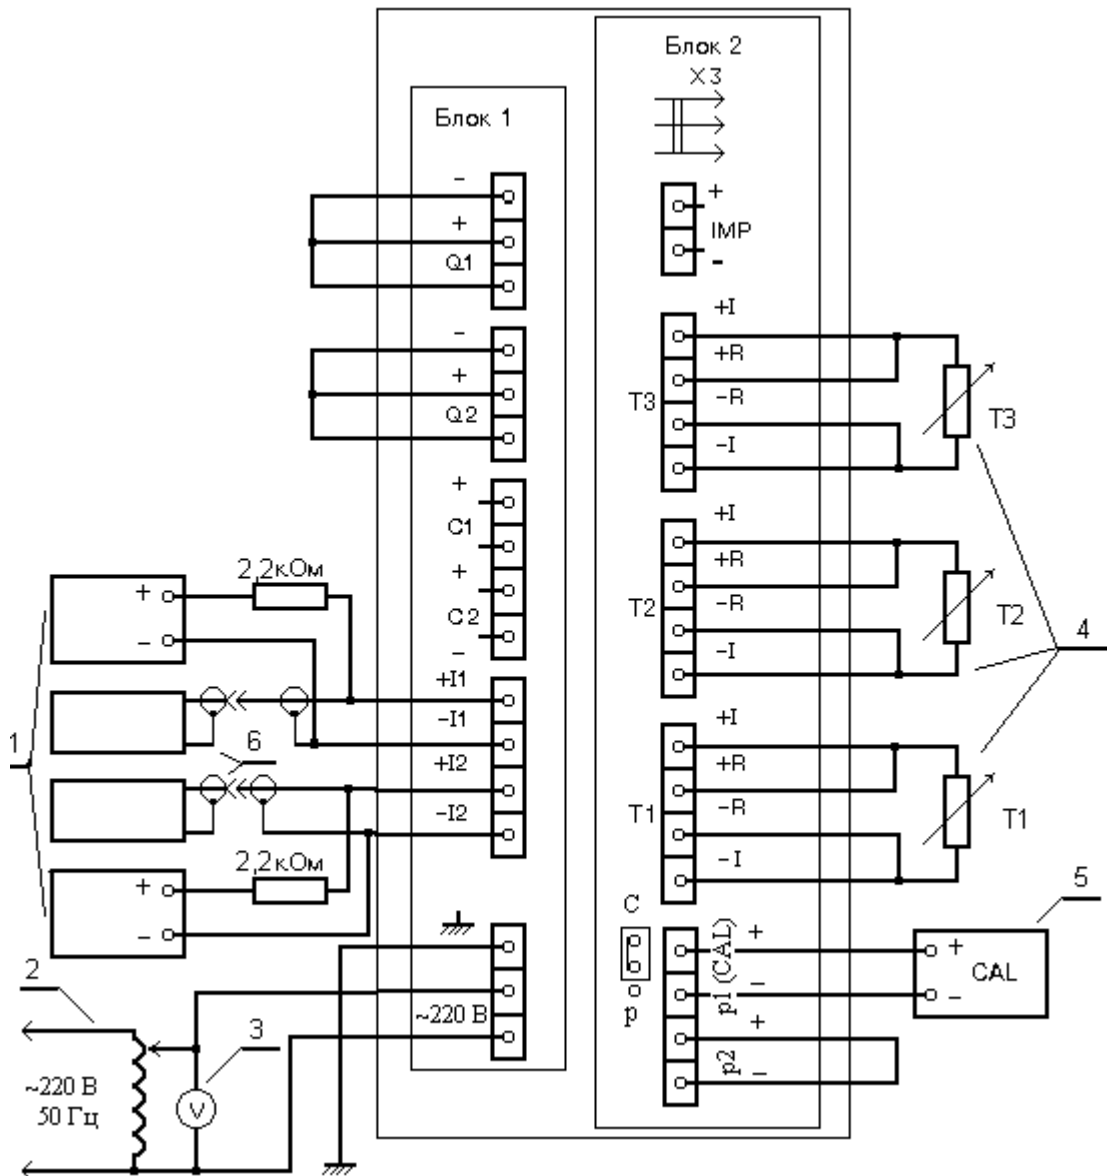 Блок 2
X3
Блок 1
-
+
Q1
+
IMP
-
-
+
Q2
+I
+R
T3
-R
-I
T3
+
C1
+
C2
-
+I
+R
T2
-R
-I
T2
4
2,2кОм
+
-
+I1
-I1
+I2
-I2
1
6
2,2кОм
+
-
+I
+R
T1
-R
-I
T1
5
C
p
p1 (CAL)
+
-
p2
+
-
+
CAL
-
2
3
~220 В
V
~220 В
50 Гц